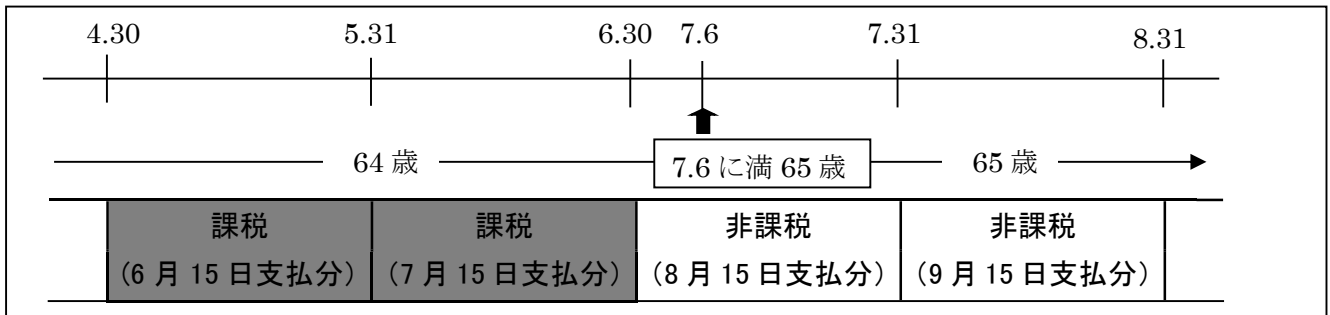 4.30 5.31 6.30 7.6 7.31 8.31
64 歳 7.6 に満 65 歳 65 歳
課税 課税 非課税 非課税
(6 月 15 日支払分) (7 月 15 日支払分) (8 月 15 日支払分) (9 月 15 日支払分)